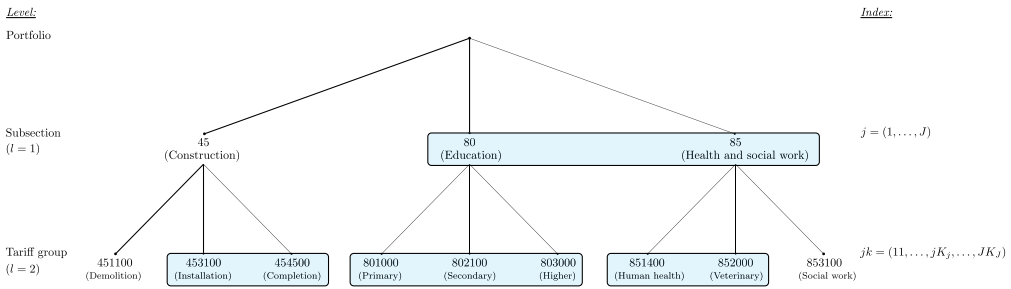 Level:
Index:
Portfolio
Subsection
(l = 1)
45
(Construction)
80
(Education)
85
(Health and social work)
j = (1, . . . , J)
Tariff group
(l = 2)
451100
(Demolition)
453100
(Installation)
454500
(Completion)
801000
(Primary)
802100
(Secondary)
803000
(Higher)
851400
(Human health)
852000
(Veterinary)
853100
(Social work)
jk = (11, . . . , jKⱼ, . . . , JK_J)